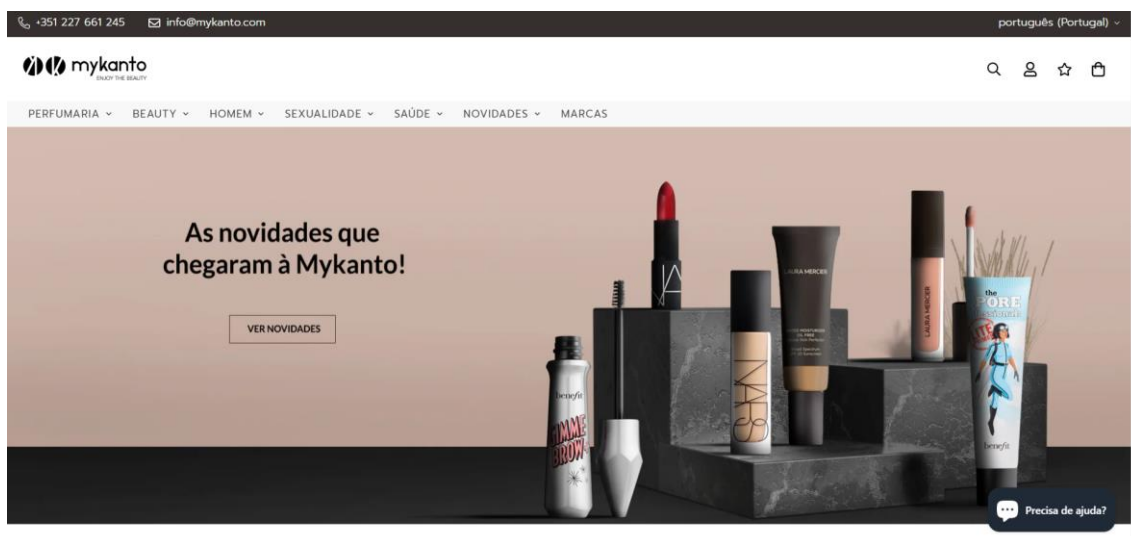 +351 227 661 245
info@mykanto.com
português (Portugal)
mykanto
ENJOY THE BEAUTY
PERFUMARIA
BEAUTY
HOMEM
SEXUALIDADE
SAÚDE
NOVIDADES
MARCAS
As novidades que
chegaram à Mykanto!
VER NOVIDADES
NARS
LAURA MERCIER
LAURA MERCIER
the
PORE
benefit
benefit
GIMME
BROW+
NARS
Precisa de ajuda?